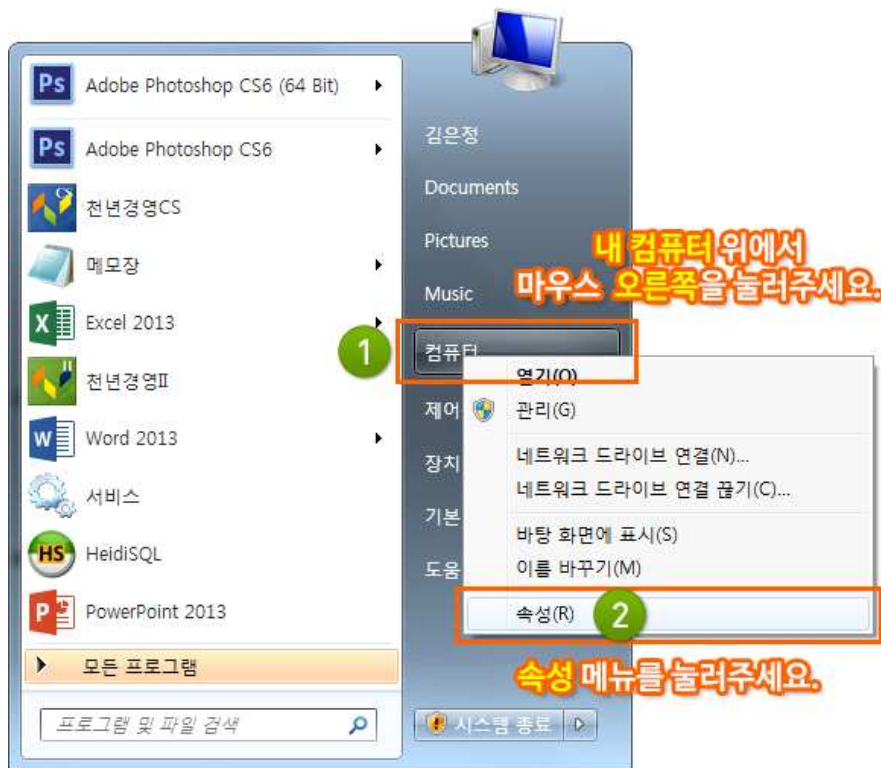 Ps Adobe Photoshop CS6 (64 Bit)
Ps Adobe Photoshop CS6
CS 천년경영CS
메모장
Excel 2013
천년경영II
Word 2013
서비스
HS HeidiSQL
PowerPoint 2013
모든 프로그램
프로그램 및 파일 검색
김은정
Documents
Pictures
Music
내 컴퓨터 위에서
마우스 오른쪽을 눌러주세요.
1
컴퓨터
제어
장치
기본
도움
열기(O)
관리(G)
네트워크 드라이브 연결(N)...
네트워크 드라이브 연결 끊기(C)...
바탕 화면에 표시(S)
이름 바꾸기(M)
속성(R) 2
속성 메뉴를 눌러주세요.
시스템 종료